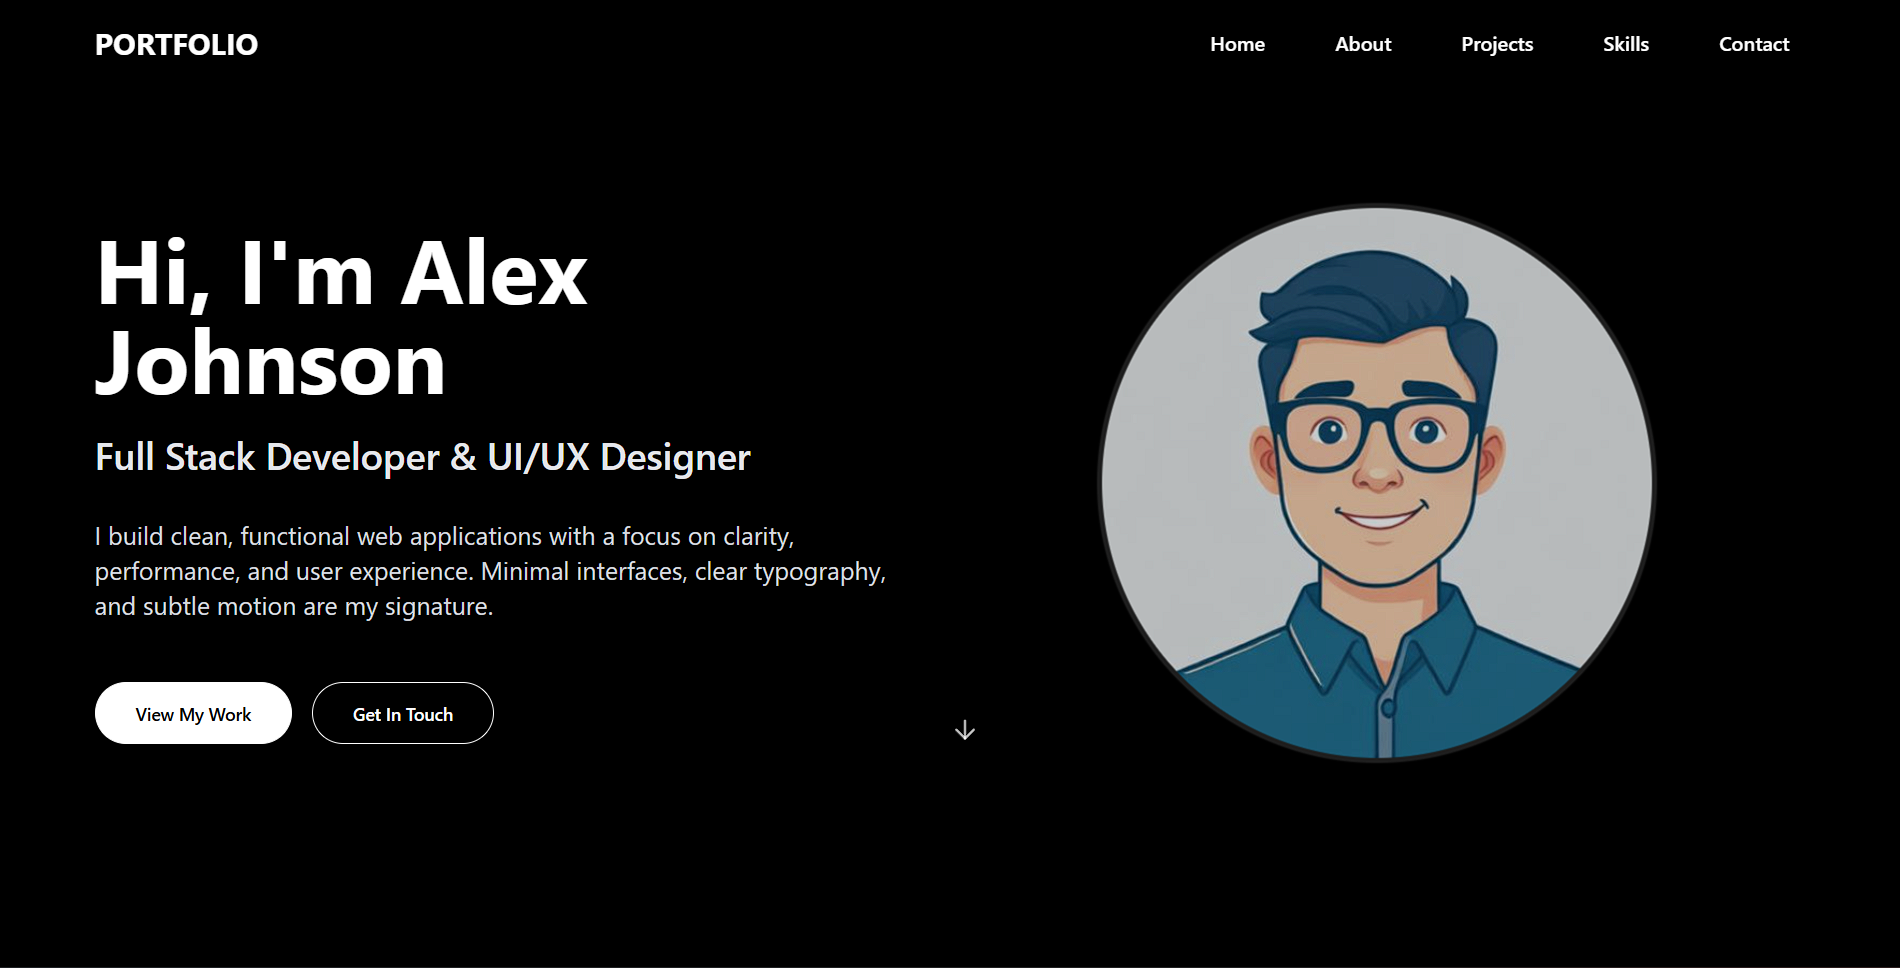 PORTFOLIO
Home
About
Projects
Skills
Contact
Hi, I'm Alex
Johnson
Full Stack Developer & UI/UX Designer
I build clean, functional web applications with a focus on clarity,
performance, and user experience. Minimal interfaces, clear typography,
and subtle motion are my signature.
View My Work
Get In Touch